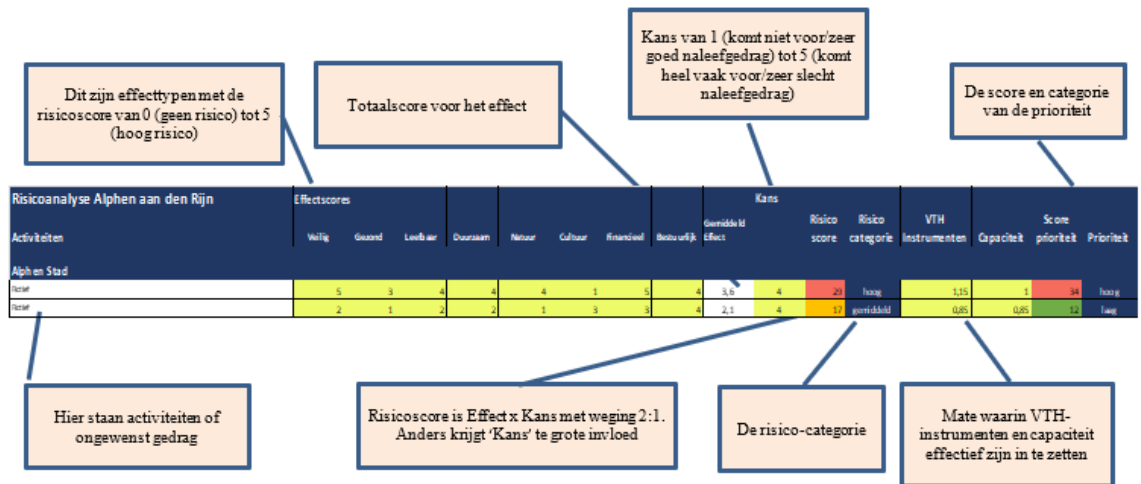 Kans van 1 (komt niet voor/zeer
goed naleefgedrag) tot 5 (komt
heel vaak voor/zeer slecht
naleefgedrag)
Dit zijn effecttypen met de
risicoscore van 0 (geen risico) tot 5
(hoog risico)
Totaalscore voor het effect
De score en categorie
van de prioriteit
Risicoanalyse Alphen aan den Rijn Effectscores Kans
Activiteiten Veilig Gezond Leefbaar Duurzaam Natuur Cultuur Financieel Bestuurlijk Gemiddeld Effect Risico score Risico categorie VTH Instrumenten Capaciteit Score prioriteit Prioriteit
Alphen Stad
Fictief 5 3 4 4 4 1 5 4 3,6 4 29 hoog 1,15 1 34 hoog
Fictief 2 1 2 2 1 3 3 4 2,1 4 17 gemiddeld 0,85 0,85 12 laag
Hier staan activiteiten of
ongewenst gedrag
Risicoscore is Effect x Kans met weging 2:1.
Anders krijgt ‘Kans’ te grote invloed
De risico-categorie
Mate waarin VTH-
instrumenten en capaciteit
effectief zijn in te zetten